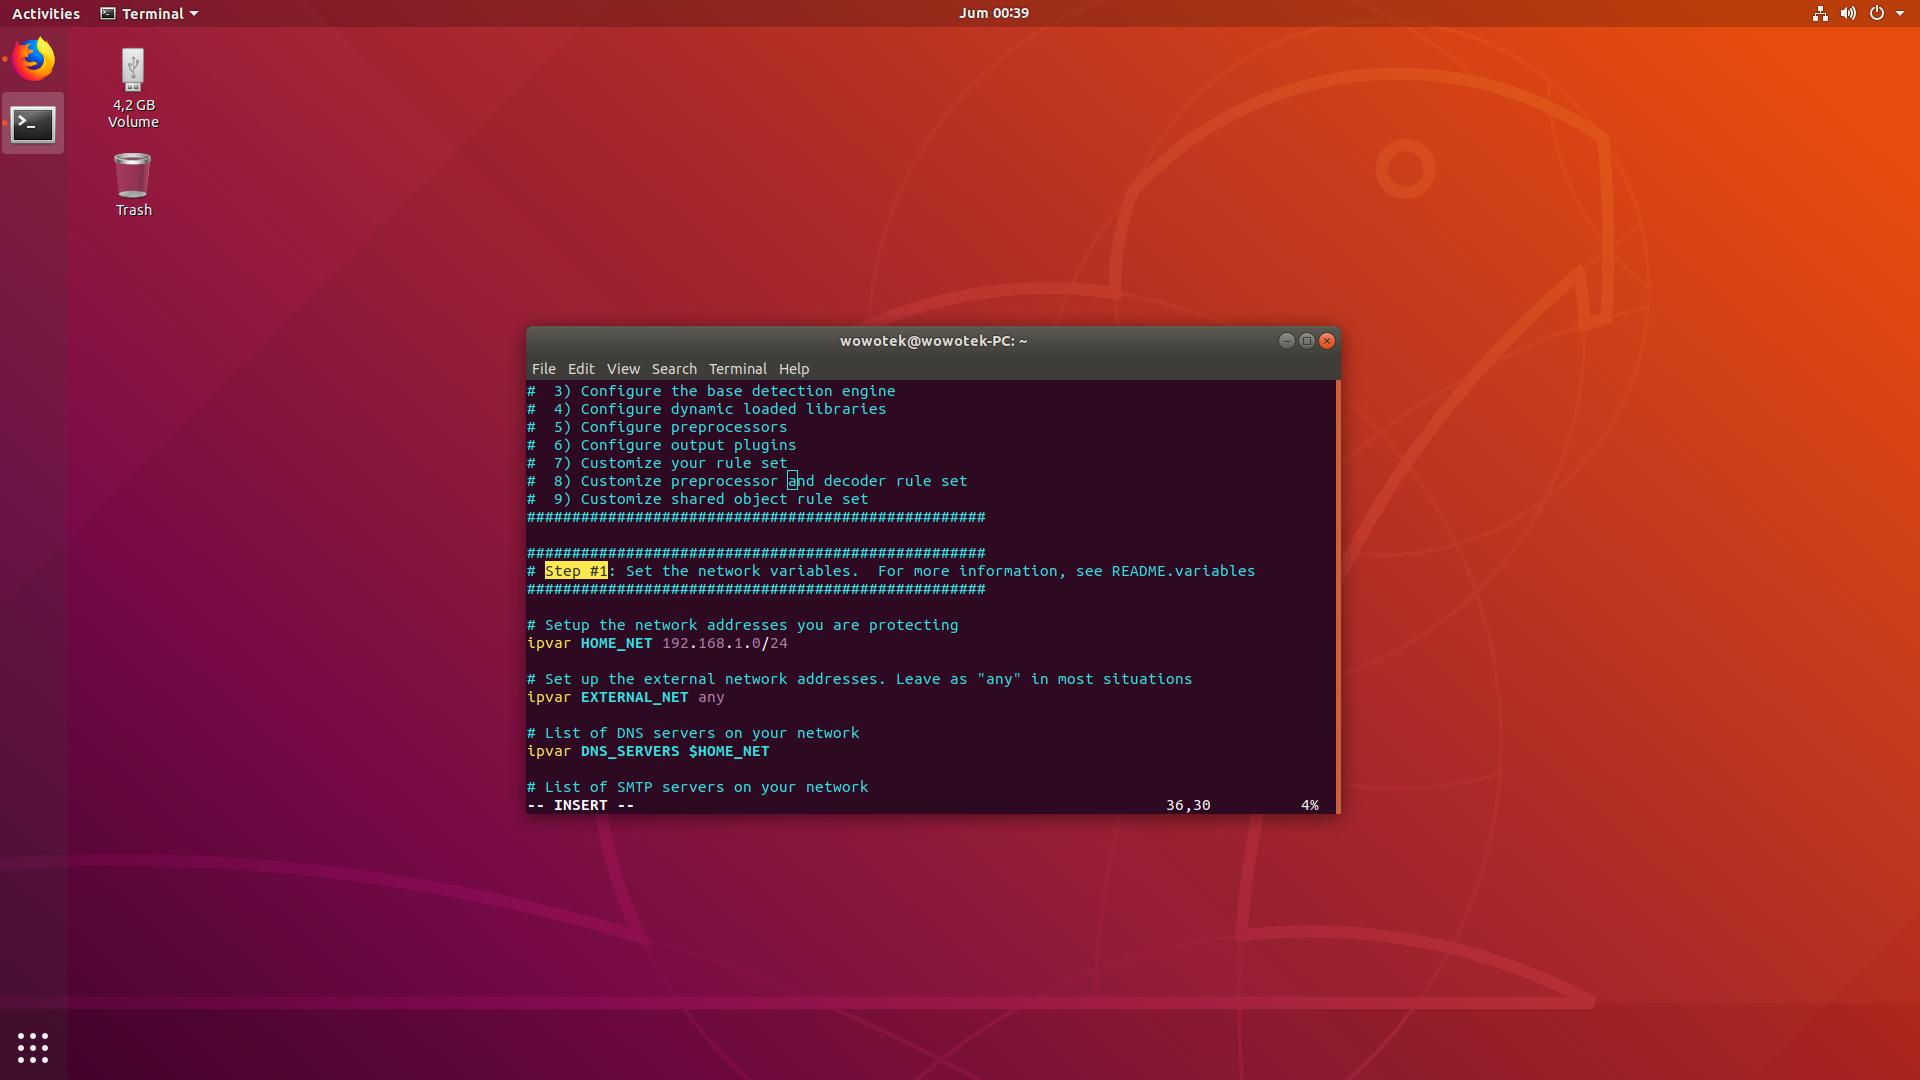 Activities Terminal Jum 00:39
4,2 GB
Volume
Trash
wowotek@wowotek-PC: ~
File Edit View Search Terminal Help
#  3) Configure the base detection engine
#  4) Configure dynamic loaded libraries
#  5) Configure preprocessors
#  6) Configure output plugins
#  7) Customize your rule set
#  8) Customize preprocessor and decoder rule set
#  9) Customize shared object rule set
###################################################
###################################################
# Step #1: Set the network variables.  For more information, see README.variables
###################################################
# Setup the network addresses you are protecting
ipvar HOME_NET 192.168.1.0/24
# Set up the external network addresses. Leave as "any" in most situations
ipvar EXTERNAL_NET any
# List of DNS servers on your network
ipvar DNS_SERVERS $HOME_NET
# List of SMTP servers on your network
-- INSERT -- 36,30 4%